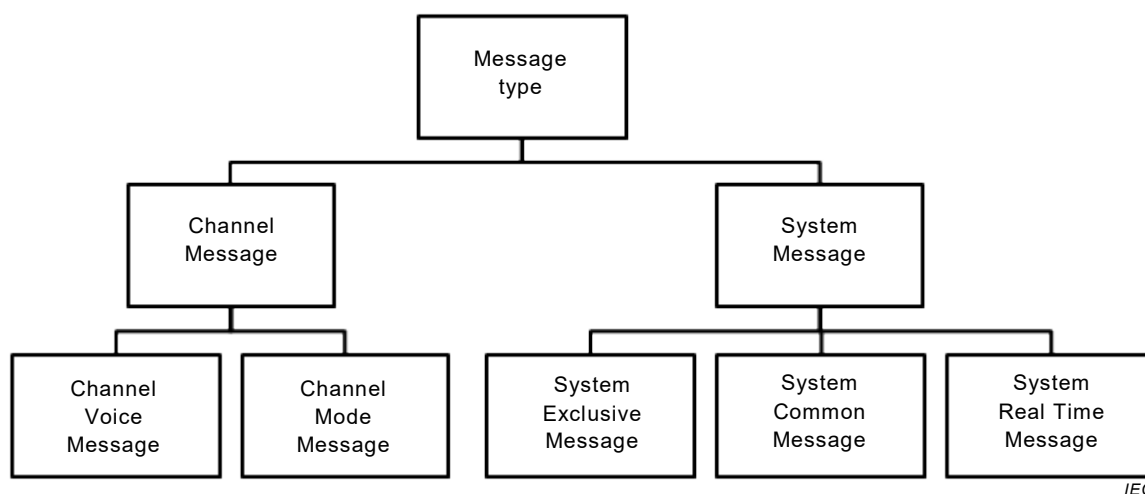 Message
type
Channel
Message
System
Message
Channel
Voice
Message
Channel
Mode
Message
System
Exclusive
Message
System
Common
Message
System
Real Time
Message